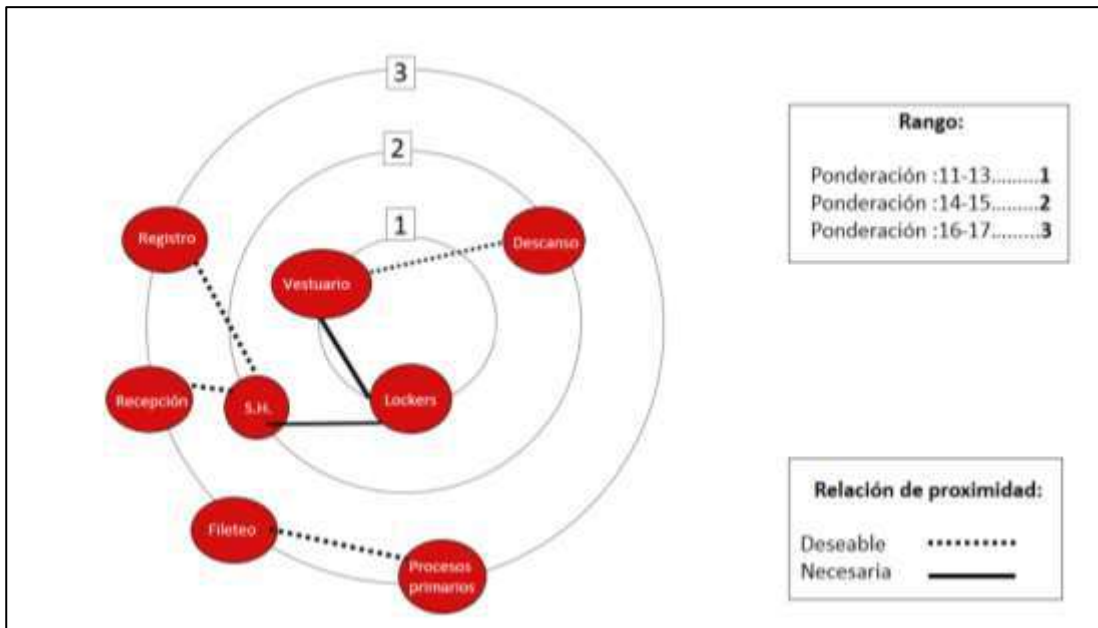 3
2
1
Registro
Descanso
Vestuario
Recepción
S.H.
Lockers
Fileteo
Procesos
primarios
Rango:
Ponderación :11-13.........1
Ponderación :14-15.........2
Ponderación :16-17.........3
Relación de proximidad:
Deseable
Necesaria